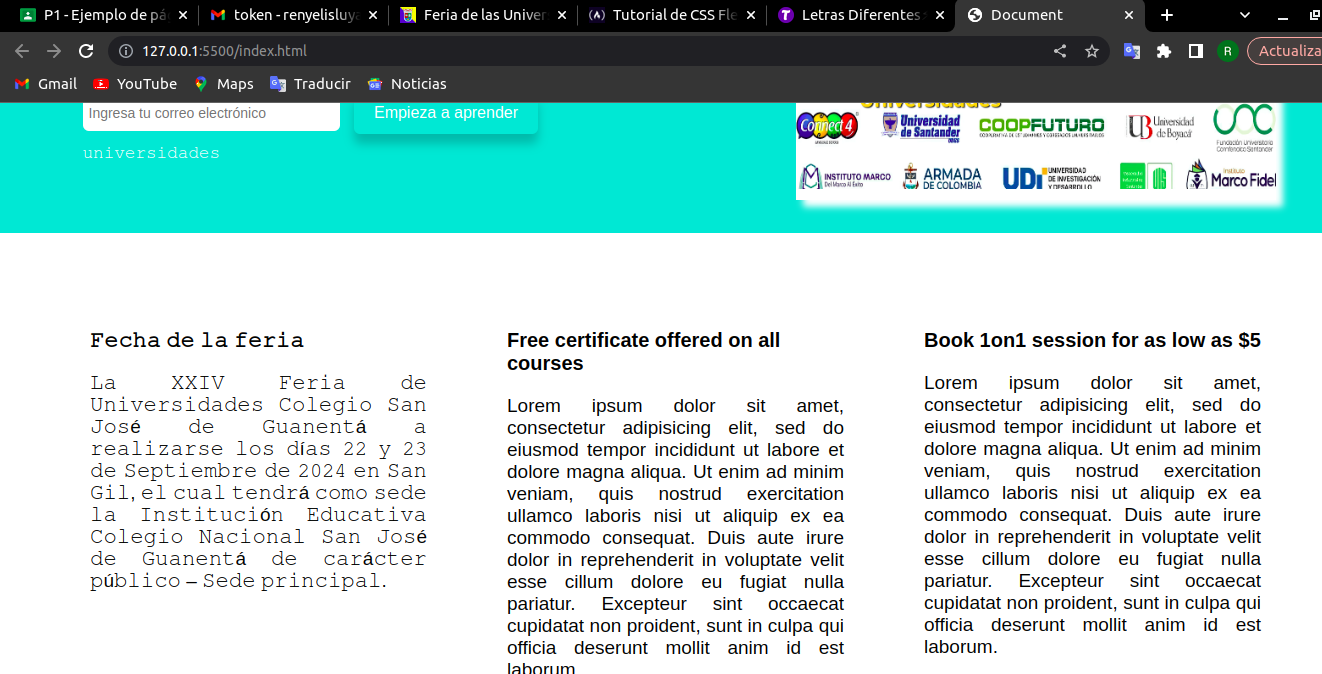 P1 - Ejemplo de pá
token - renyelisluya
Feria de las Univer
Tutorial de CSS Fle
Letras Diferentes
Document
127.0.0.1:5500/index.html
R
Actualiza
Gmail
YouTube
Maps
Traducir
Noticias
Ingresa tu correo electrónico
Empieza a aprender
universidades
Universidades
Connect 4
Universidad
de Santander
UDES
COOPFUTURO
Universidad
de Boyacá
Fundación Universitaria
Comfenalco Santander
INSTITUTO MARCO
ARMADA
DE COLOMBIA
UDI
UNIVERSIDAD
DE INVESTIGACIÓN
Y DESARROLLO
Instituto
Marco Fidel
Fecha de la feria
La XXIV Feria de
Universidades Colegio San
José de Guanentá a
realizarse los días 22 y 23
de Septiembre de 2024 en San
Gil, el cual tendrá como sede
la Institución Educativa
Colegio Nacional San José
de Guanentá de carácter
público – Sede principal.
Free certificate offered on all
courses
Lorem ipsum dolor sit amet,
consectetur adipisicing elit, sed do
eiusmod tempor incididunt ut labore et
dolore magna aliqua. Ut enim ad minim
veniam, quis nostrud exercitation
ullamco laboris nisi ut aliquip ex ea
commodo consequat. Duis aute irure
dolor in reprehenderit in voluptate velit
esse cillum dolore eu fugiat nulla
pariatur. Excepteur sint occaecat
cupidatat non proident, sunt in culpa qui
officia deserunt mollit anim id est
laborum.
Book 1on1 session for as low as $5
Lorem ipsum dolor sit amet,
consectetur adipisicing elit, sed do
eiusmod tempor incididunt ut labore et
dolore magna aliqua. Ut enim ad minim
veniam, quis nostrud exercitation
ullamco laboris nisi ut aliquip ex ea
commodo consequat. Duis aute irure
dolor in reprehenderit in voluptate velit
esse cillum dolore eu fugiat nulla
pariatur. Excepteur sint occaecat
cupidatat non proident, sunt in culpa qui
officia deserunt mollit anim id est
laborum.